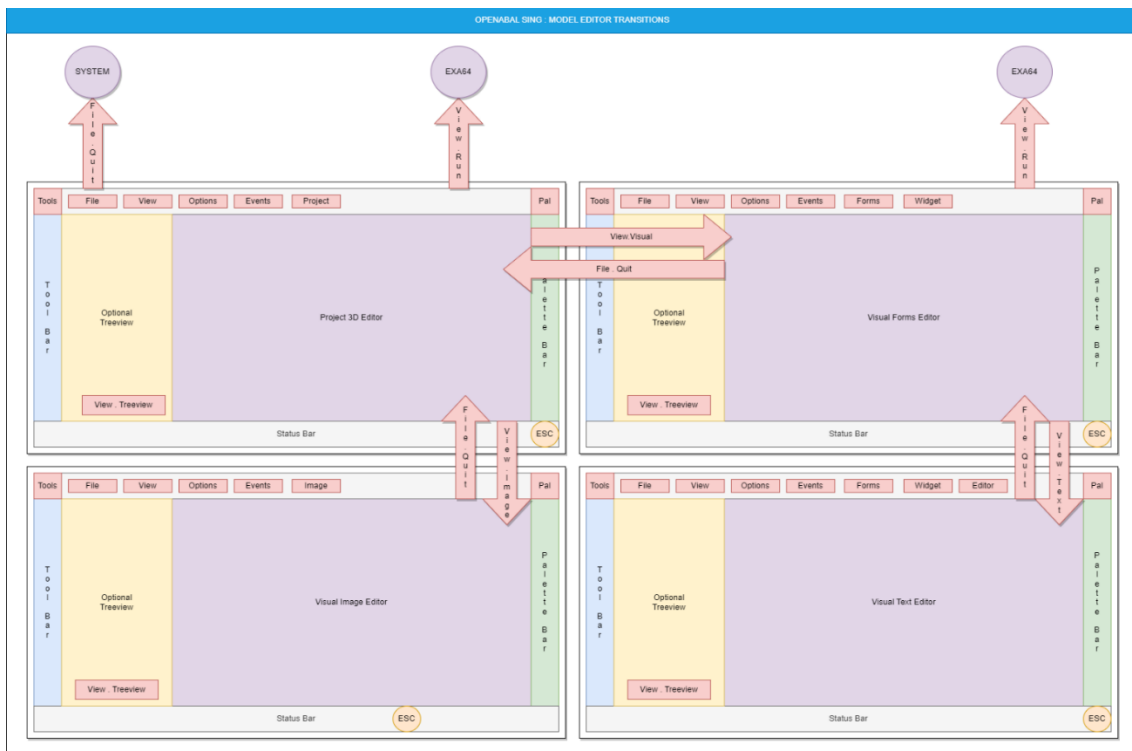 OPENABAL SING : MODEL EDITOR TRANSITIONS
SYSTEM
EXA64
EXA64
File . Quit
View . Run
View . Run
Tools
File
View
Options
Events
Project
Pal
Tool Bar
Optional
Treeview
Project 3D Editor
Palette Bar
View . Treeview
Status Bar
ESC
View.Visual
File . Quit
Tools
File
View
Options
Events
Forms
Widget
Pal
Tool Bar
Optional
Treeview
Visual Forms Editor
Palette Bar
View . Treeview
Status Bar
ESC
File . Quit
View . Image
File . Quit
View . Text
Tools
File
View
Options
Events
Image
Pal
Tool Bar
Optional
Treeview
Visual Image Editor
Palette Bar
View . Treeview
Status Bar
ESC
Tools
File
View
Options
Events
Forms
Widget
Editor
Pal
Tool Bar
Optional
Treeview
Visual Text Editor
Palette Bar
View . Treeview
Status Bar
ESC